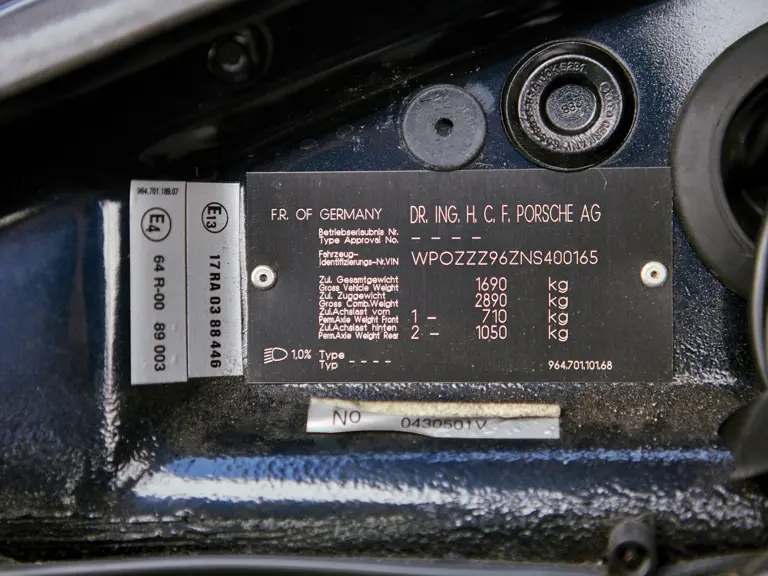 964.701.189.07
E4
64 R-00 89 003
E13
17 RA 03 88 446
F.R. OF GERMANY DR. ING. H. C. F. PORSCHE AG
Betriebserlaubnis Nr.
Type Approval No. – – – –
Fahrzeug-
Identifizierungs-Nr.VIN WPOZZZ96ZNS400165
Zul. Gesamtgewicht
Gross Vehicle Weight 1690 kg
Zul. Zuggewicht
Gross Comb.Weight 2890 kg
Zul.Achslast vorn
Perm.Axle Weight Front 1 – 710 kg
Zul.Achslast hinten
Perm.Axle Weight Rear 2 – 1050 kg
1.0% Type
Typ – – – –
964.701.101.68
NO 0430501V